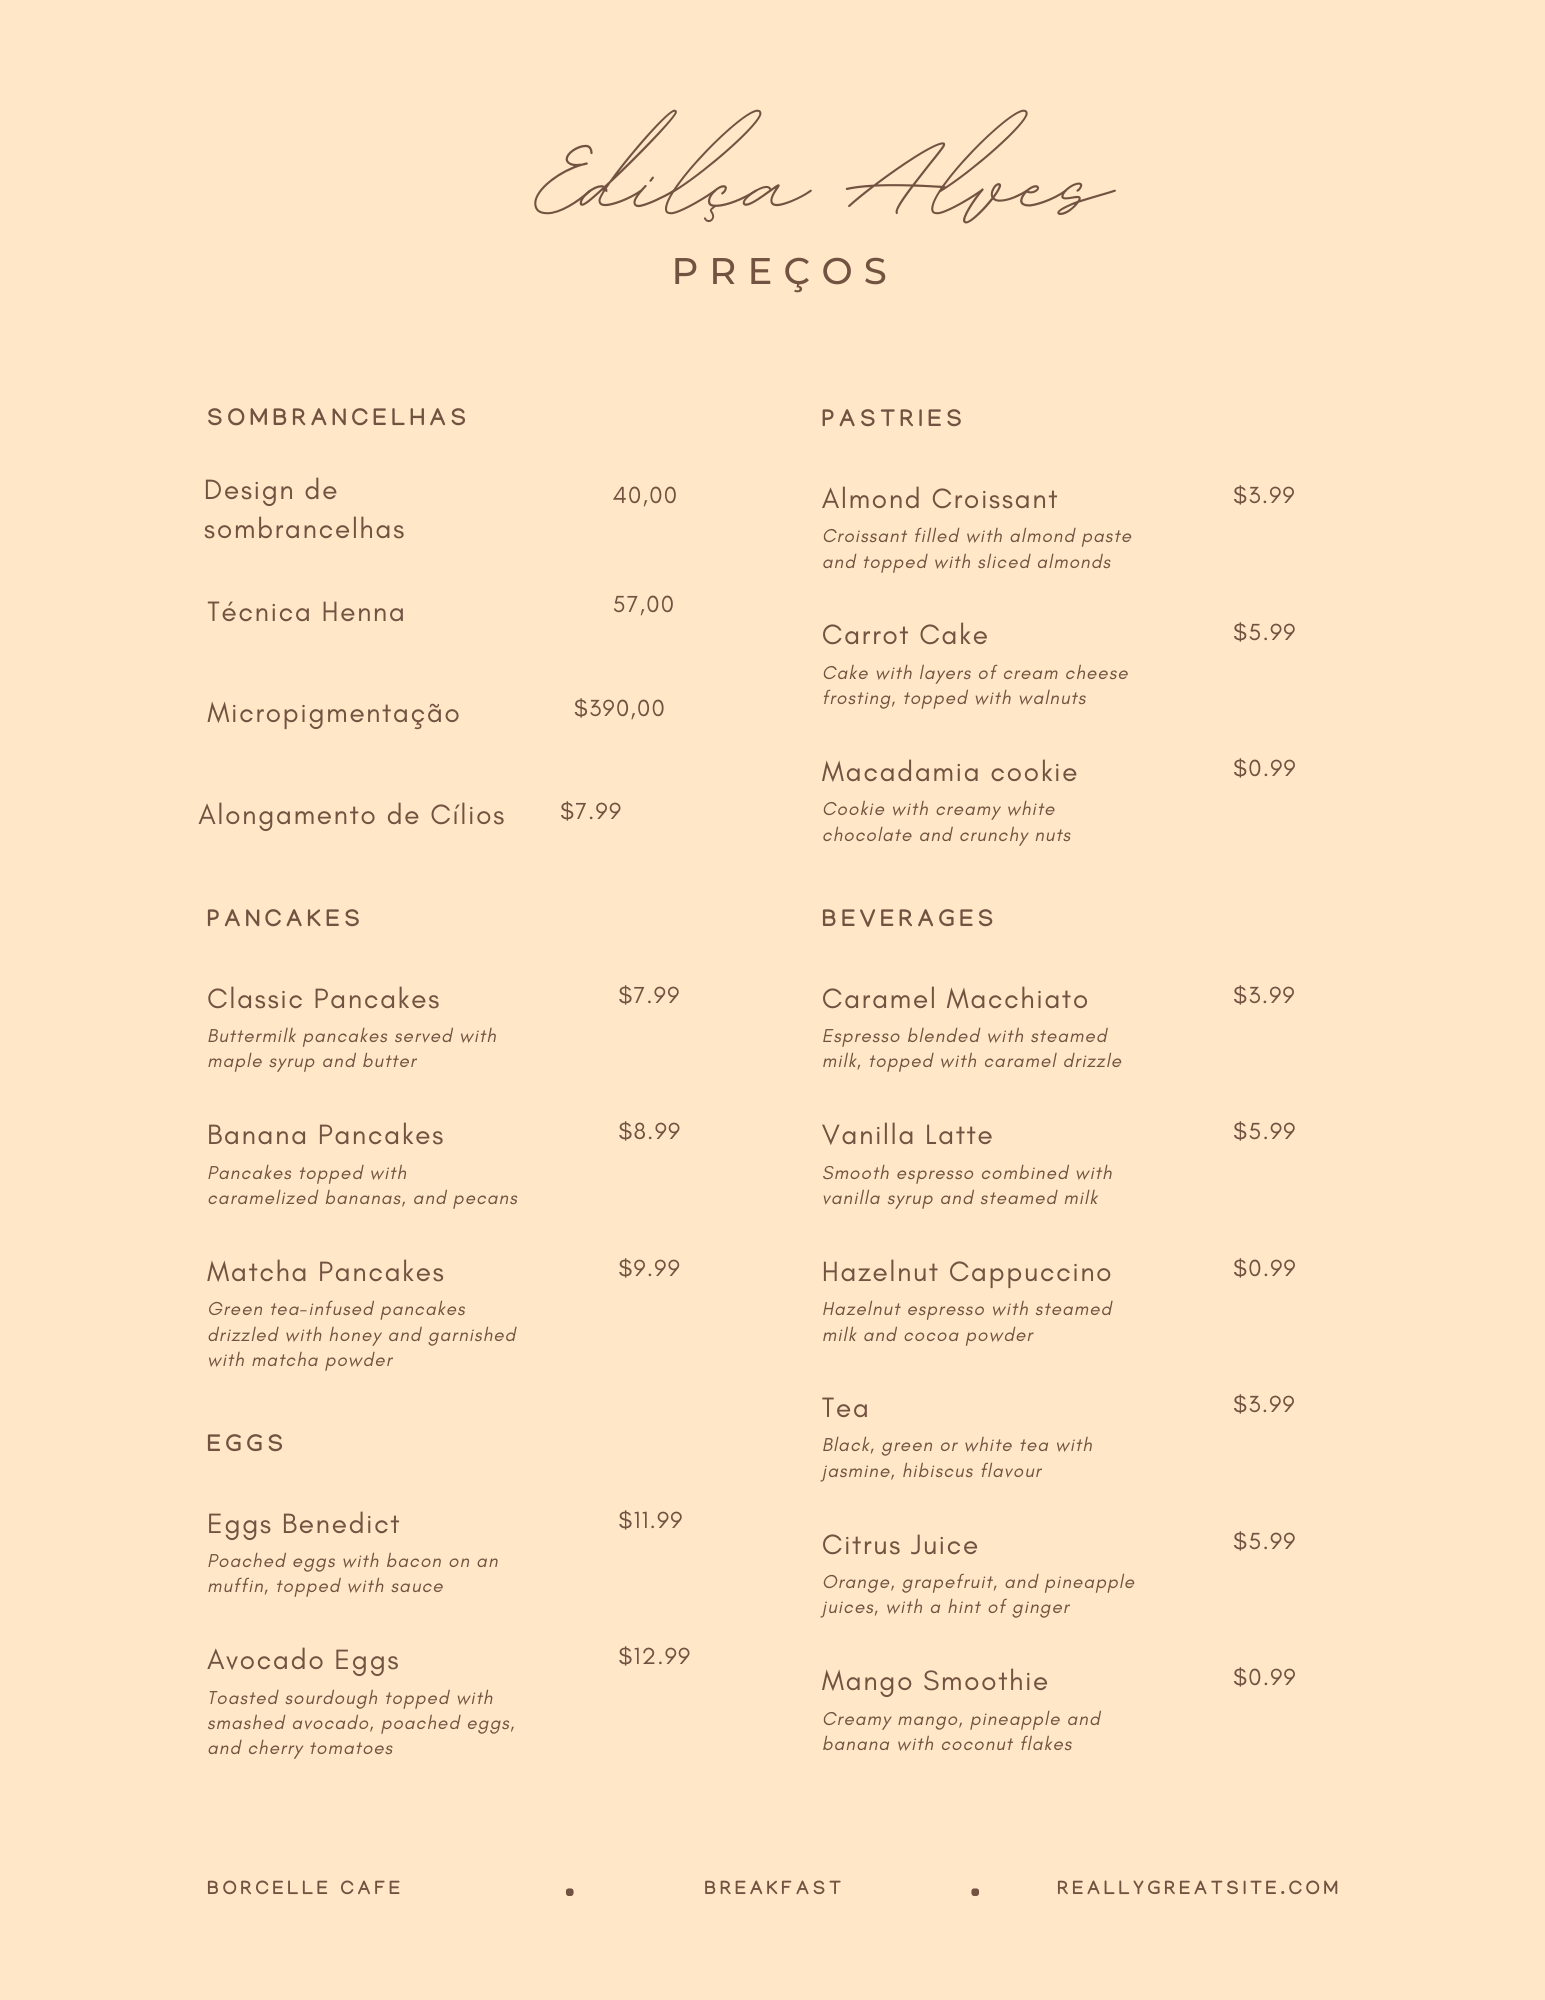 Edilça Alves
PREÇOS
SOMBRANCELHAS
Design de
sombrancelhas
40,00
Técnica Henna
57,00
Micropigmentação
$390,00
Alongamento de Cílios
$7.99
PANCAKES
Classic Pancakes
$7.99
Buttermilk pancakes served with
maple syrup and butter
Banana Pancakes
$8.99
Pancakes topped with
caramelized bananas, and pecans
Matcha Pancakes
$9.99
Green tea-infused pancakes
drizzled with honey and garnished
with matcha powder
EGGS
Eggs Benedict
$11.99
Poached eggs with bacon on an
muffin, topped with sauce
Avocado Eggs
$12.99
Toasted sourdough topped with
smashed avocado, poached eggs,
and cherry tomatoes
PASTRIES
Almond Croissant
$3.99
Croissant filled with almond paste
and topped with sliced almonds
Carrot Cake
$5.99
Cake with layers of cream cheese
frosting, topped with walnuts
Macadamia cookie
$0.99
Cookie with creamy white
chocolate and crunchy nuts
BEVERAGES
Caramel Macchiato
$3.99
Espresso blended with steamed
milk, topped with caramel drizzle
Vanilla Latte
$5.99
Smooth espresso combined with
vanilla syrup and steamed milk
Hazelnut Cappuccino
$0.99
Hazelnut espresso with steamed
milk and cocoa powder
Tea
$3.99
Black, green or white tea with
jasmine, hibiscus flavour
Citrus Juice
$5.99
Orange, grapefruit, and pineapple
juices, with a hint of ginger
Mango Smoothie
$0.99
Creamy mango, pineapple and
banana with coconut flakes
BORCELLE CAFE • BREAKFAST • REALLYGREATSITE.COM